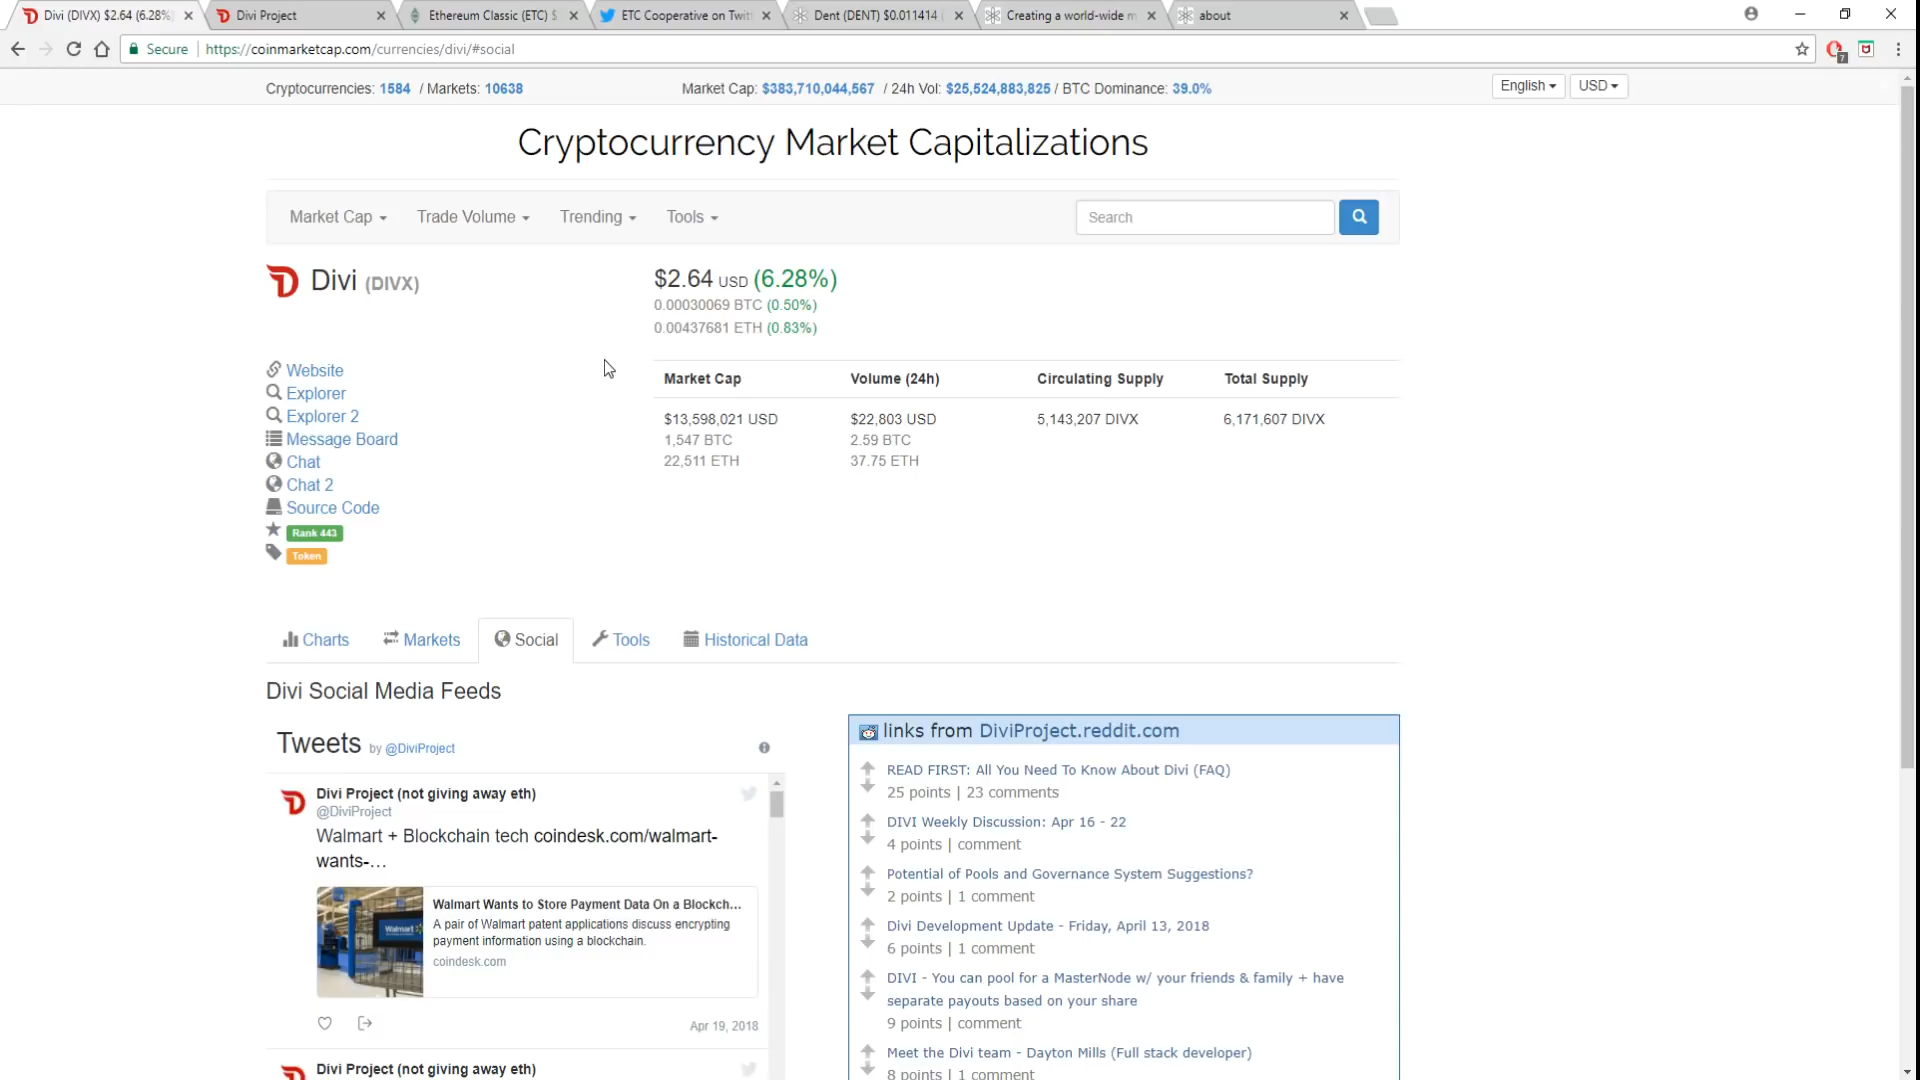 Divi (DIVX) $2.64 (6.28%)
Divi Project
Ethereum Classic (ETC) $
ETC Cooperative on Twit
Dent (DENT) $0.011414
Creating a world-wide m
about
Secure
https://coinmarketcap.com/currencies/divi/#social
7
Cryptocurrencies: 1584 / Markets: 10638
Market Cap: $383,710,044,567 / 24h Vol: $25,524,883,825 / BTC Dominance: 39.0%
English
USD
Cryptocurrency Market Capitalizations
Market Cap
Trade Volume
Trending
Tools
Search
Divi (DIVX)
$2.64 USD (6.28%)
0.00030069 BTC (0.50%)
0.00437681 ETH (0.83%)
Website
Explorer
Explorer 2
Message Board
Chat
Chat 2
Source Code
Rank 443
Token
Market Cap Volume (24h) Circulating Supply Total Supply
$13,598,021 USD $22,803 USD 5,143,207 DIVX 6,171,607 DIVX
1,547 BTC 2.59 BTC
22,511 ETH 37.75 ETH
Charts
Markets
Social
Tools
Historical Data
Divi Social Media Feeds
Tweets by @DiviProject
Divi Project (not giving away eth)
@DiviProject
Walmart + Blockchain tech coindesk.com/walmart-
wants-…
Walmart
Walmart Wants to Store Payment Data On a Blockch...
A pair of Walmart patent applications discuss encrypting
payment information using a blockchain.
coindesk.com
Apr 19, 2018
Divi Project (not giving away eth)
links from DiviProject.reddit.com
READ FIRST: All You Need To Know About Divi (FAQ)
25 points | 23 comments
DIVI Weekly Discussion: Apr 16 - 22
4 points | comment
Potential of Pools and Governance System Suggestions?
2 points | 1 comment
Divi Development Update - Friday, April 13, 2018
6 points | 1 comment
DIVI - You can pool for a MasterNode w/ your friends & family + have
separate payouts based on your share
9 points | comment
Meet the Divi team - Dayton Mills (Full stack developer)
8 points | 1 comment